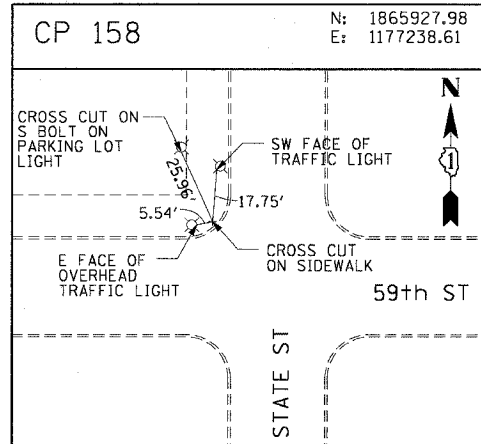 CP 158
N: 1865927.98
E: 1177238.61
CROSS CUT ON
S BOLT ON
PARKING LOT
LIGHT
N
1
SW FACE OF
TRAFFIC LIGHT
25.96'
17.75'
5.54'
E FACE OF
OVERHEAD
TRAFFIC LIGHT
CROSS CUT
ON SIDEWALK
59th ST
STATE ST